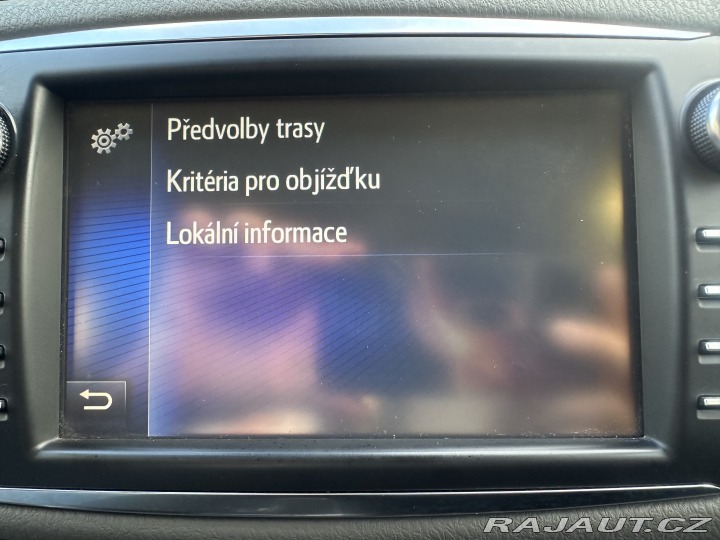 Předvolby trasy
Kritéria pro objížďku
Lokální informace
RAJAUT.CZ